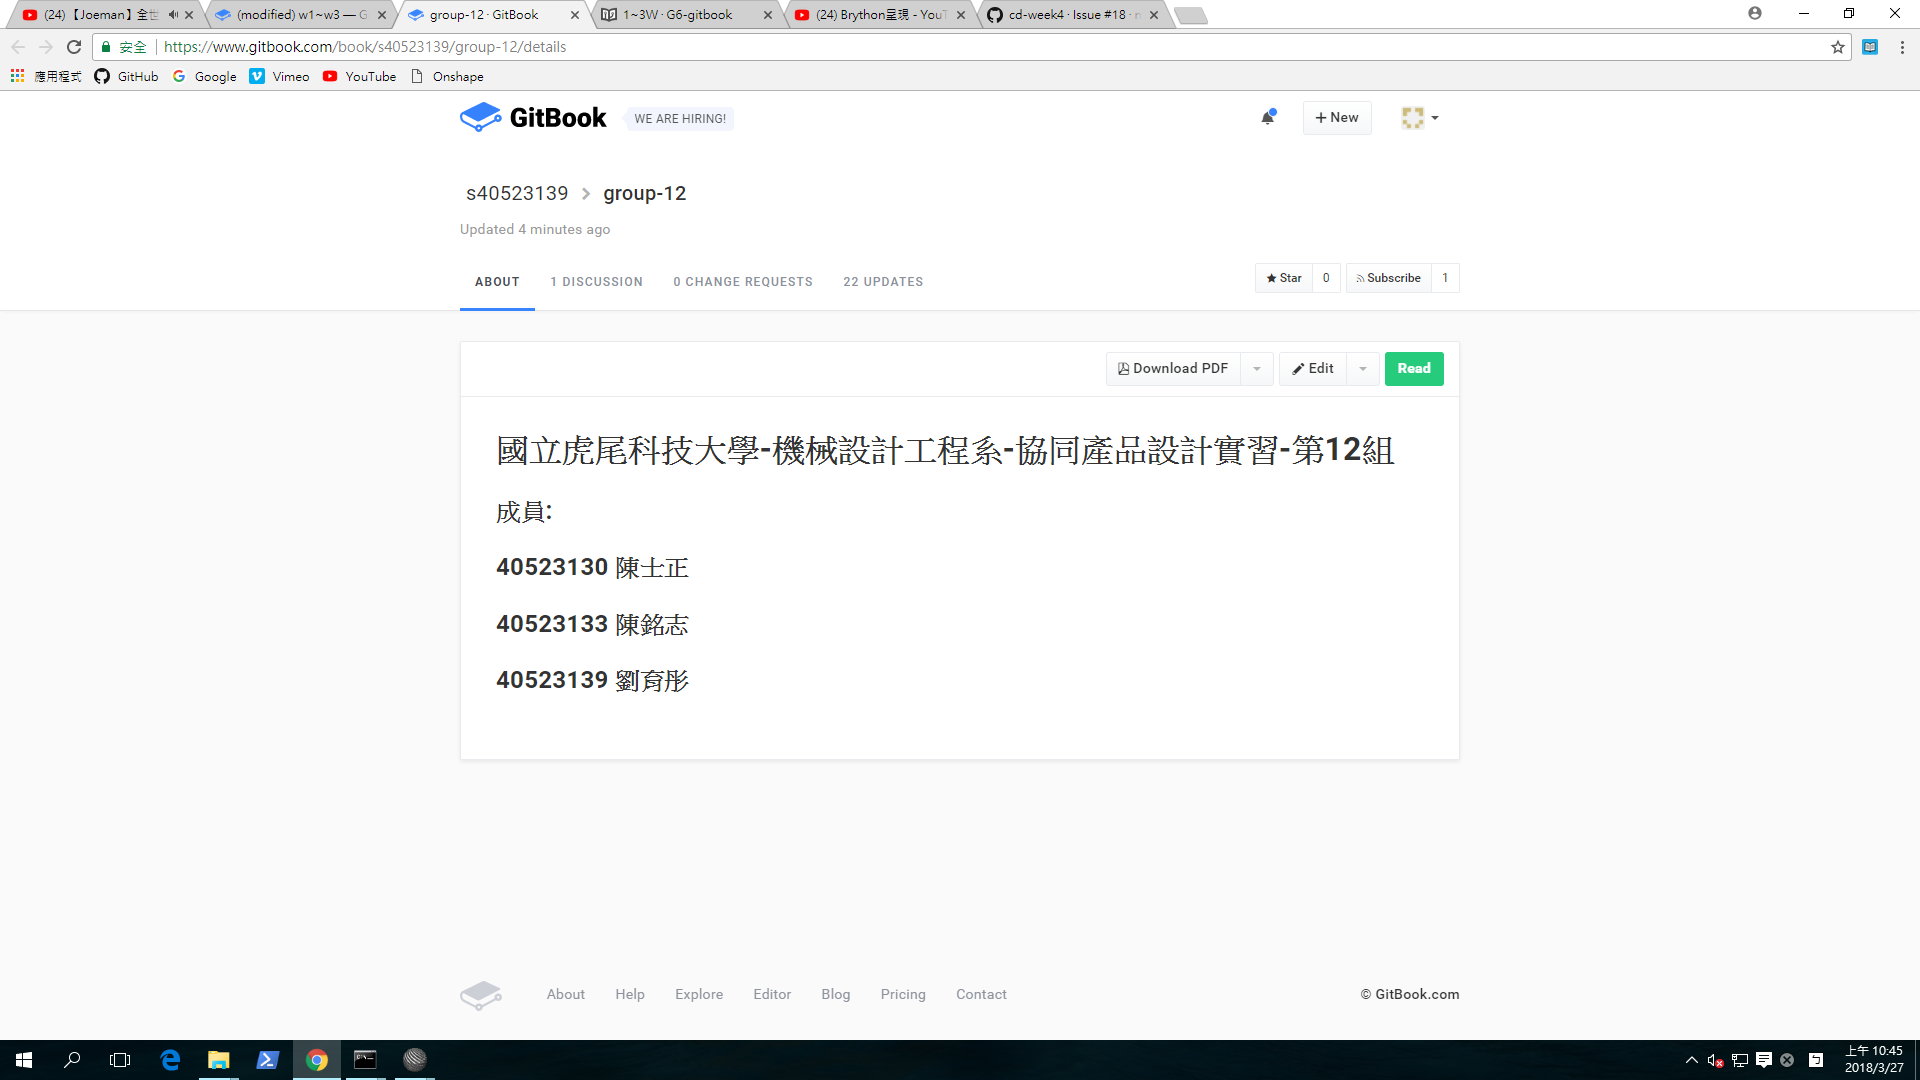 (24) 【Joeman】全世
(modified) w1~w3 — G
group-12 · GitBook
1~3W · G6-gitbook
(24) Brython呈現 - YouT
cd-week4 · Issue #18 ·
安全
https://www.gitbook.com/book/s40523139/group-12/details
應用程式
GitHub
Google
Vimeo
YouTube
Onshape
GitBook
WE ARE HIRING!
+ New
s40523139 > group-12
Updated 4 minutes ago
ABOUT
1 DISCUSSION
0 CHANGE REQUESTS
22 UPDATES
Star 0
Subscribe 1
Download PDF
Edit
Read
國立虎尾科技大學-機械設計工程系-協同產品設計實習-第12組
成員:
40523130 陳士正
40523133 陳銘志
40523139 劉育彤
About
Help
Explore
Editor
Blog
Pricing
Contact
© GitBook.com
上午 10:45
2018/3/27